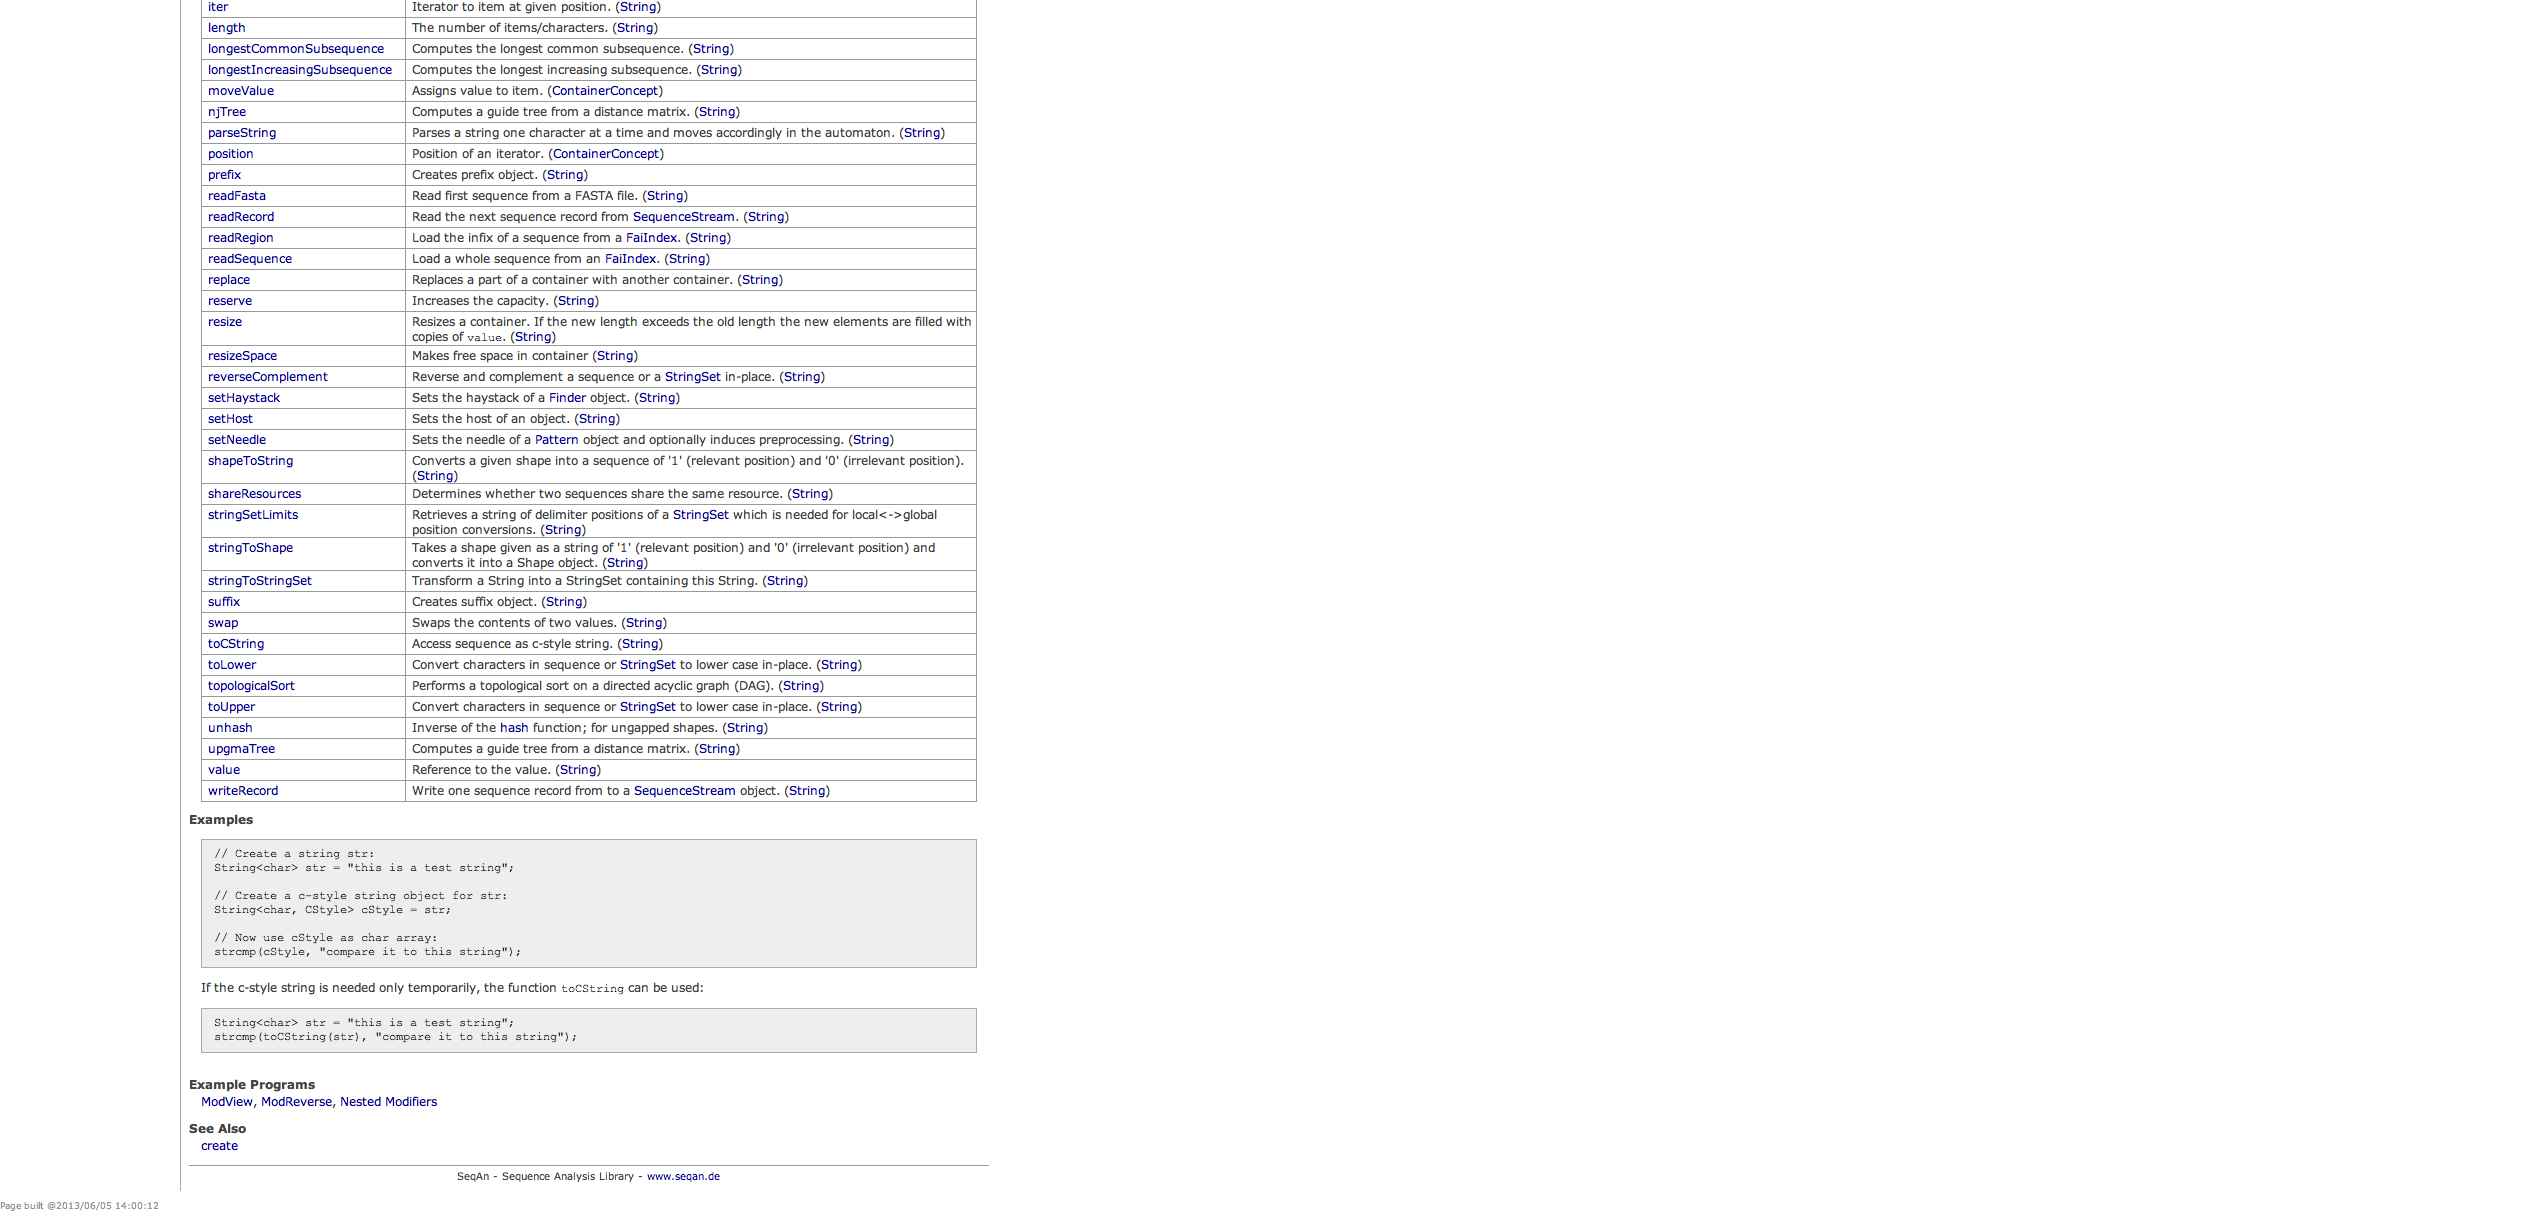 iter Iterator to item at given position. (String)
length The number of items/characters. (String)
longestCommonSubsequence Computes the longest common subsequence. (String)
longestIncreasingSubsequence Computes the longest increasing subsequence. (String)
moveValue Assigns value to item. (ContainerConcept)
njTree Computes a guide tree from a distance matrix. (String)
parseString Parses a string one character at a time and moves accordingly in the automaton. (String)
position Position of an iterator. (ContainerConcept)
prefix Creates prefix object. (String)
readFasta Read first sequence from a FASTA file. (String)
readRecord Read the next sequence record from SequenceStream. (String)
readRegion Load the infix of a sequence from a FaiIndex. (String)
readSequence Load a whole sequence from an FaiIndex. (String)
replace Replaces a part of a container with another container. (String)
reserve Increases the capacity. (String)
resize Resizes a container. If the new length exceeds the old length the new elements are filled with
copies of value. (String)
resizeSpace Makes free space in container (String)
reverseComplement Reverse and complement a sequence or a StringSet in-place. (String)
setHaystack Sets the haystack of a Finder object. (String)
setHost Sets the host of an object. (String)
setNeedle Sets the needle of a Pattern object and optionally induces preprocessing. (String)
shapeToString Converts a given shape into a sequence of '1' (relevant position) and '0' (irrelevant position).
(String)
shareResources Determines whether two sequences share the same resource. (String)
stringSetLimits Retrieves a string of delimiter positions of a StringSet which is needed for local<->global
position conversions. (String)
stringToShape Takes a shape given as a string of '1' (relevant position) and '0' (irrelevant position) and
converts it into a Shape object. (String)
stringToStringSet Transform a String into a StringSet containing this String. (String)
suffix Creates suffix object. (String)
swap Swaps the contents of two values. (String)
toCString Access sequence as c-style string. (String)
toLower Convert characters in sequence or StringSet to lower case in-place. (String)
topologicalSort Performs a topological sort on a directed acyclic graph (DAG). (String)
toUpper Convert characters in sequence or StringSet to lower case in-place. (String)
unhash Inverse of the hash function; for ungapped shapes. (String)
upgmaTree Computes a guide tree from a distance matrix. (String)
value Reference to the value. (String)
writeRecord Write one sequence record from to a SequenceStream object. (String)
Examples
// Create a string str:
String<char> str = "this is a test string";
// Create a c-style string object for str:
String<char, CStyle> cStyle = str;
// Now use cStyle as char array:
strcmp(cStyle, "compare it to this string");
If the c-style string is needed only temporarily, the function toCString can be used:
String<char> str = "this is a test string";
strcmp(toCString(str), "compare it to this string");
Example Programs
ModView, ModReverse, Nested Modifiers
See Also
create
SeqAn - Sequence Analysis Library - www.seqan.de
Page built @2013/06/05 14:00:12